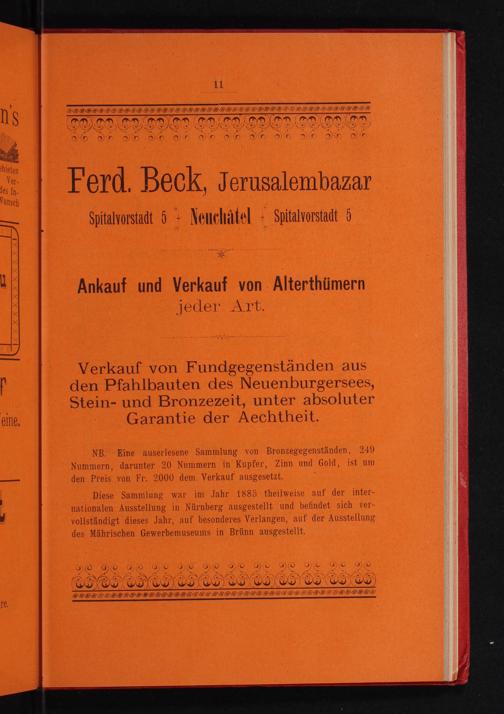 11
Ferd. Beck, Jerusalembazar
Spitalvorstadt 5 - Neuchâtel - Spitalvorstadt 5
Ankauf und Verkauf von Alterthümern
jeder Art.
Verkauf von Fundgegenständen aus
den Pfahlbauten des Neuenburgersees,
Stein- und Bronzezeit, unter absoluter
Garantie der Aechtheit.
NB. Eine auserlesene Sammlung von Bronzegegenständen, 249
Nummern, darunter 20 Nummern in Kupfer, Zinn und Gold, ist um
den Preis von Fr. 2000 dem Verkauf ausgesetzt.
Diese Sammlung war im Jahr 1885 theilweise auf der inter-
nationalen Ausstellung in Nürnberg ausgestellt und befindet sich ver-
vollständigt dieses Jahr, auf besonderes Verlangen, auf der Ausstellung
des Mährischen Gewerbemuseums in Brünn ausgestellt.